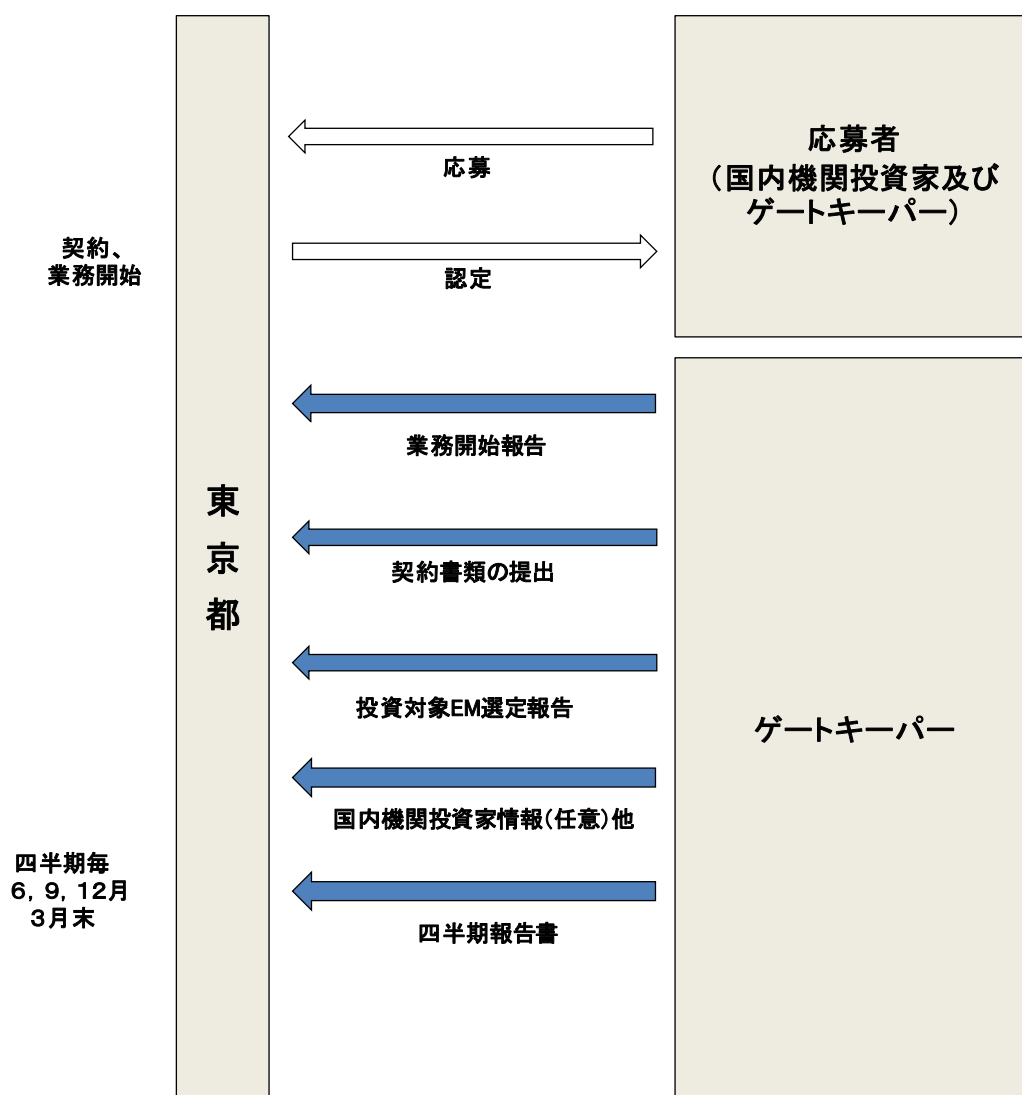 応募
応募者
（国内機関投資家及び
ゲートキーパー）
契約、
業務開始
認定
業務開始報告
東
京
都
契約書類の提出
投資対象EM選定報告
ゲートキーパー
国内機関投資家情報（任意）他
四半期毎
6，9，12月
3月末
四半期報告書